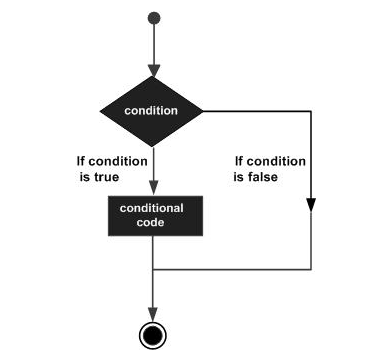 condition
If condition
is true
If condition
is false
conditional
code